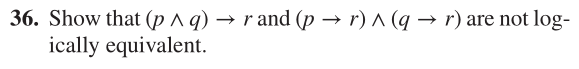 36. Show that (p ∧ q) → r and (p → r) ∧ (q → r) are not log-
ically equivalent.